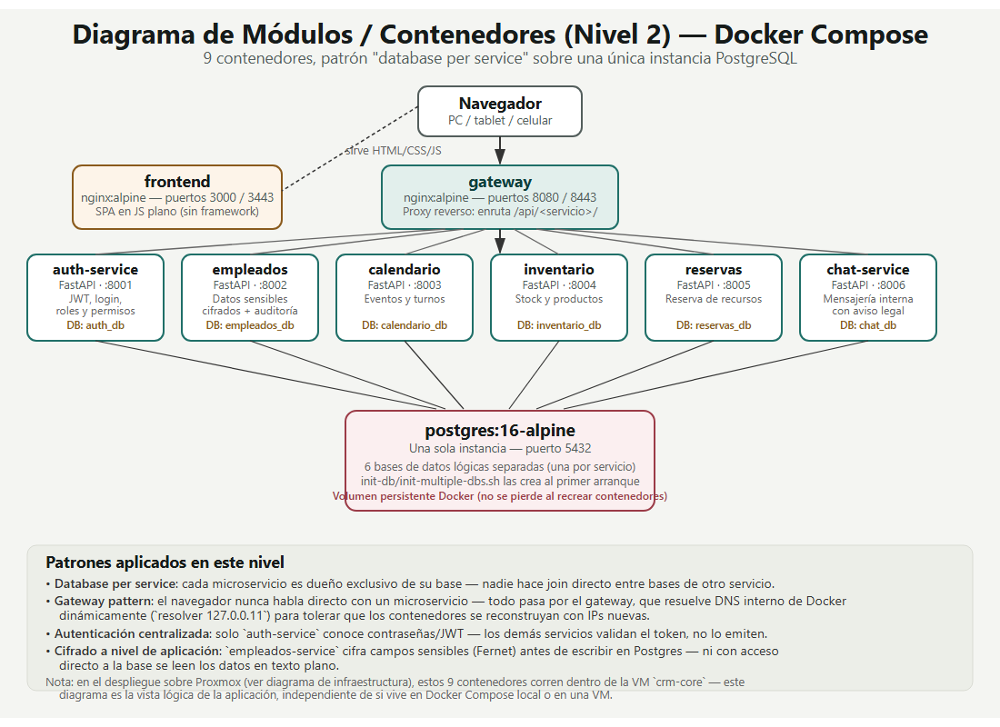 Diagrama de Módulos / Contenedores (Nivel 2) — Docker Compose
9 contenedores, patrón "database per service" sobre una única instancia PostgreSQL
Navegador
PC / tablet / celular
sirve HTML/CSS/JS
frontend
nginx:alpine — puertos 3000 / 3443
SPA en JS plano (sin framework)
gateway
nginx:alpine — puertos 8080 / 8443
Proxy reverso: enruta /api/<servicio>/
auth-service
FastAPI · :8001
JWT, login,
roles y permisos
DB: auth_db
empleados
FastAPI · :8002
Datos sensibles
cifrados + auditoría
DB: empleados_db
calendario
FastAPI · :8003
Eventos y turnos
DB: calendario_db
inventario
FastAPI · :8004
Stock y productos
DB: inventario_db
reservas
FastAPI · :8005
Reserva de recursos
DB: reservas_db
chat-service
FastAPI · :8006
Mensajería interna
con aviso legal
DB: chat_db
postgres:16-alpine
Una sola instancia — puerto 5432
6 bases de datos lógicas separadas (una por servicio)
init-db/init-multiple-dbs.sh las crea al primer arranque
Volumen persistente Docker (no se pierde al recrear contenedores)
Patrones aplicados en este nivel
• Database per service: cada microservicio es dueño exclusivo de su base — nadie hace join directo entre bases de otro servicio.
• Gateway pattern: el navegador nunca habla directo con un microservicio — todo pasa por el gateway, que resuelve DNS interno de Docker
dinámicamente (`resolver 127.0.0.11`) para tolerar que los contenedores se reconstruyan con IPs nuevas.
• Autenticación centralizada: solo `auth-service` conoce contraseñas/JWT — los demás servicios validan el token, no lo emiten.
• Cifrado a nivel de aplicación: `empleados-service` cifra campos sensibles (Fernet) antes de escribir en Postgres — ni con acceso
directo a la base se leen los datos en texto plano.
Nota: en el despliegue sobre Proxmox (ver diagrama de infraestructura), estos 9 contenedores corren dentro de la VM `crm-core` — este
diagrama es la vista lógica de la aplicación, independiente de si vive en Docker Compose local o en una VM.